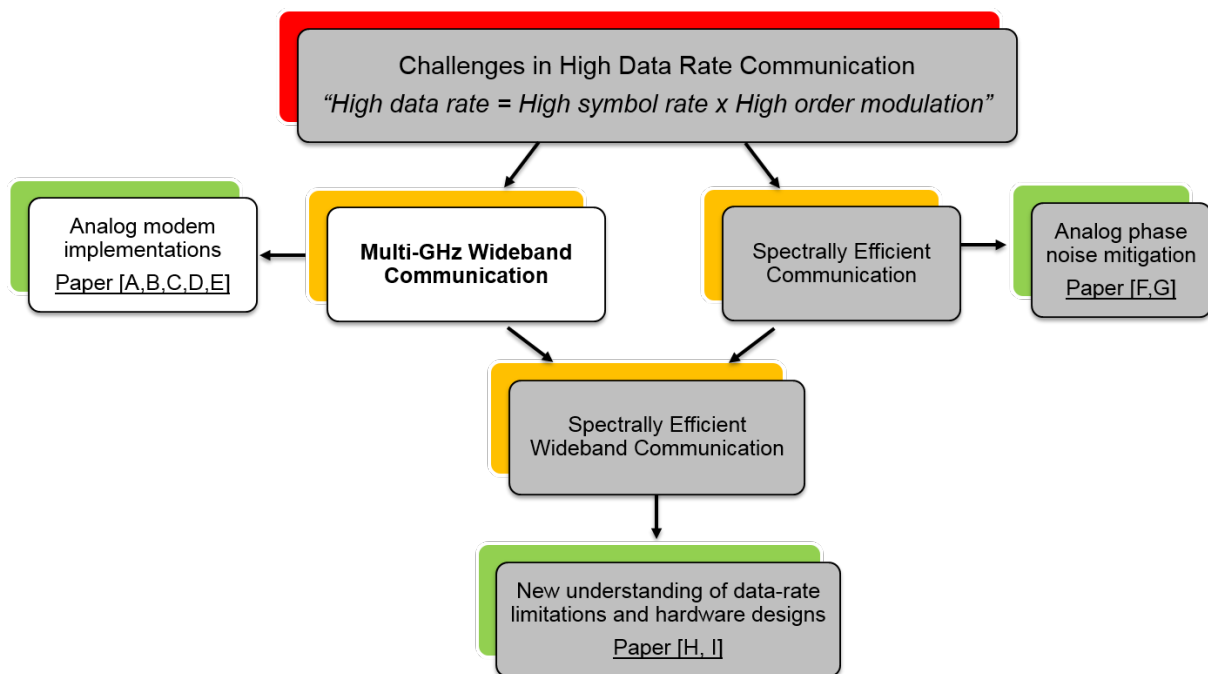 Challenges in High Data Rate Communication
“High data rate = High symbol rate x High order modulation”
Analog modem
implementations
Paper [A,B,C,D,E]
Multi-GHz Wideband
Communication
Spectrally Efficient
Communication
Analog phase
noise mitigation
Paper [F,G]
Spectrally Efficient
Wideband Communication
New understanding of data-rate
limitations and hardware designs
Paper [H, I]